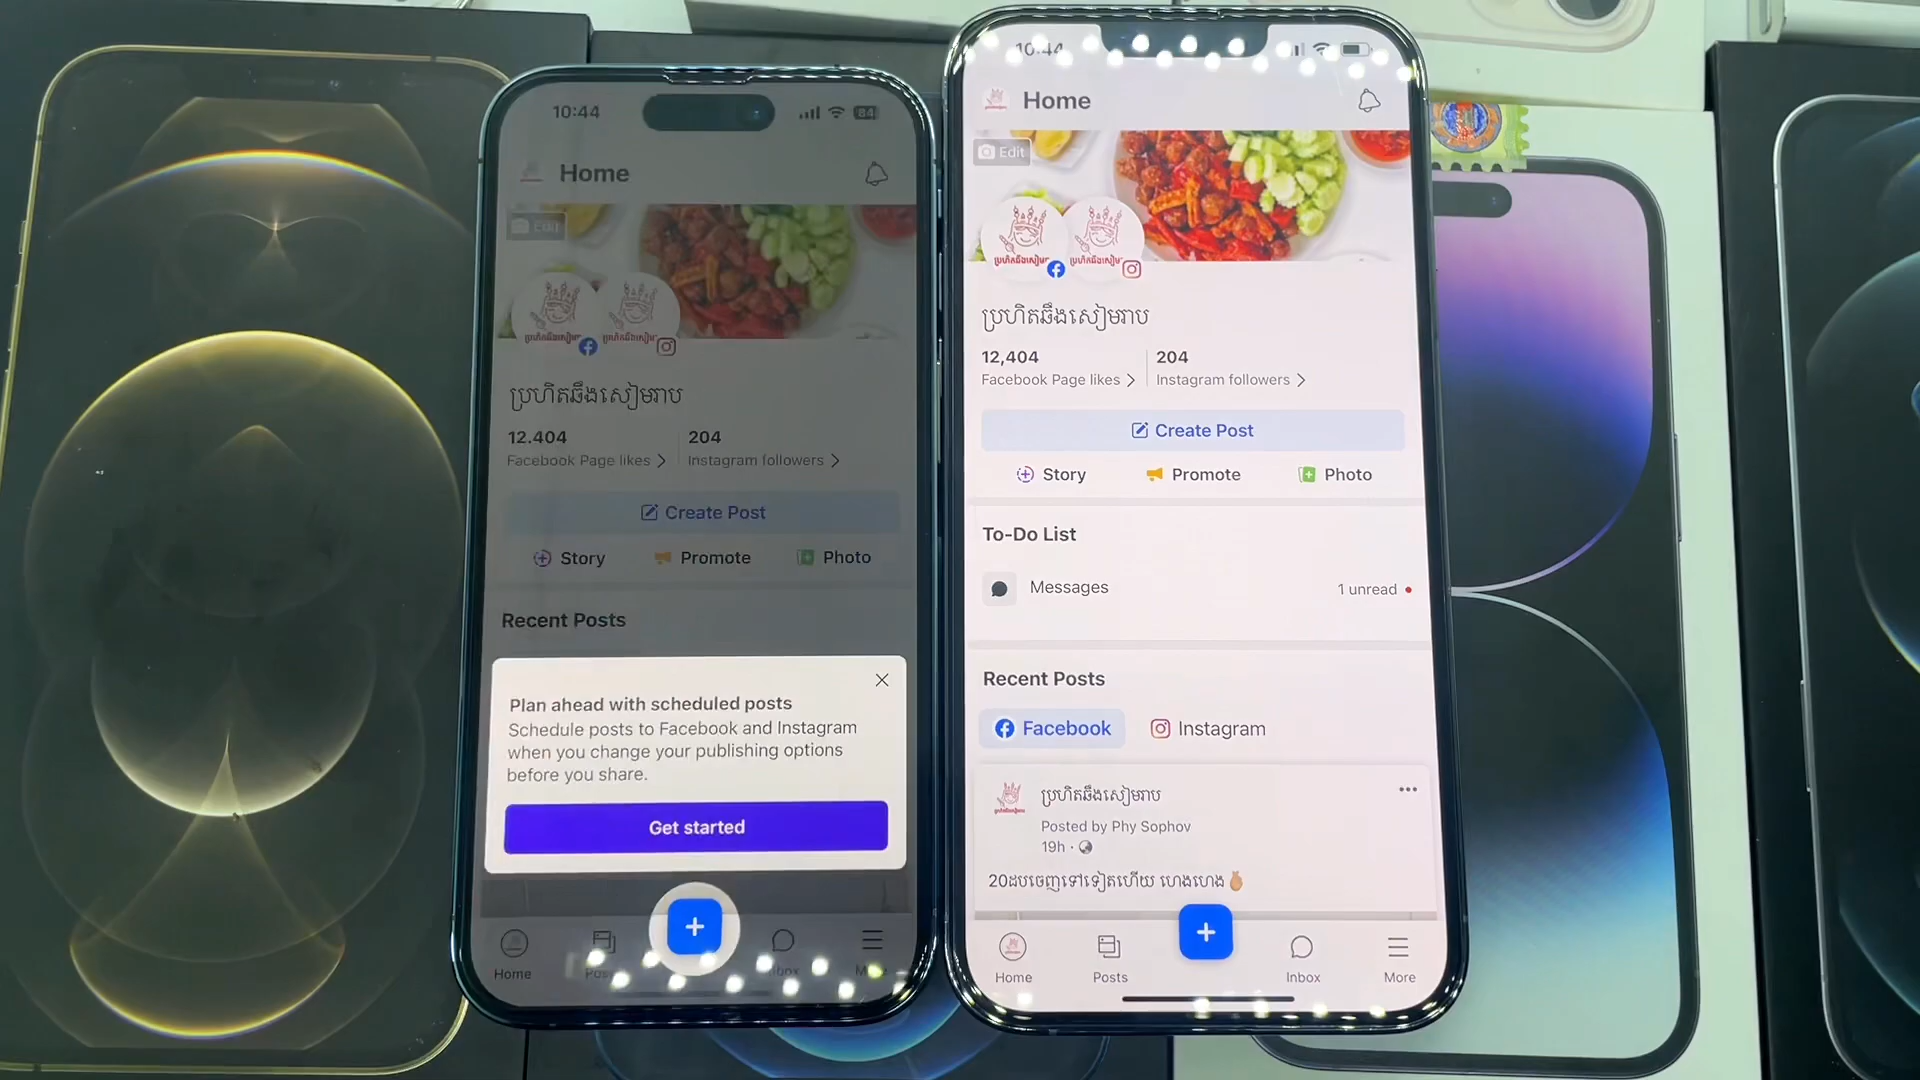 10:44
84
Home
Edit
ប្រហិតឆឹងសៀមរាប
12.404
204
Facebook Page likes
Instagram followers
Create Post
Story
Promote
Photo
Recent Posts
Plan ahead with scheduled posts
Schedule posts to Facebook and Instagram
when you change your publishing options
before you share.
Get started
Home
10:44
Home
Edit
ប្រហិតឆឹងសៀមរាប
12,404
204
Facebook Page likes
Instagram followers
Create Post
Story
Promote
Photo
To-Do List
Messages
1 unread
Recent Posts
Facebook
Instagram
ប្រហិតឆឹងសៀមរាប
Posted by Phy Sophov
19h ·
20ដបចេញទៅទៀតហើយ ហេងហេង🫰
Home
Posts
Inbox
More